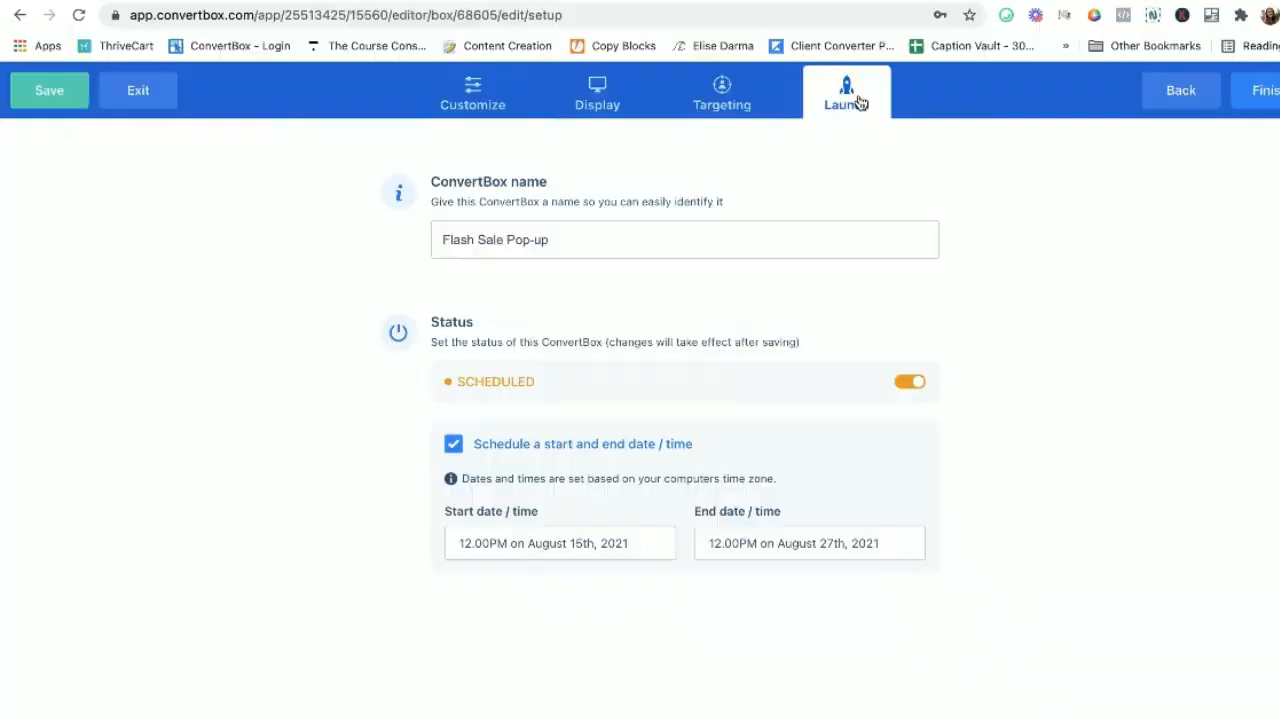 app.convertbox.com/app/25513425/15560/editor/box/68605/edit/setup
Apps ThriveCart ConvertBox - Login The Course Cons... Content Creation Copy Blocks Elise Darma Client Converter P... Caption Vault - 30... » Other Bookmarks Reading
Save Exit Customize Display Targeting Launch Back Finis
ConvertBox name
Give this ConvertBox a name so you can easily identify it
Flash Sale Pop-up
Status
Set the status of this ConvertBox (changes will take effect after saving)
SCHEDULED
Schedule a start and end date / time
Dates and times are set based on your computers time zone.
Start date / time End date / time
12.00PM on August 15th, 2021 12.00PM on August 27th, 2021